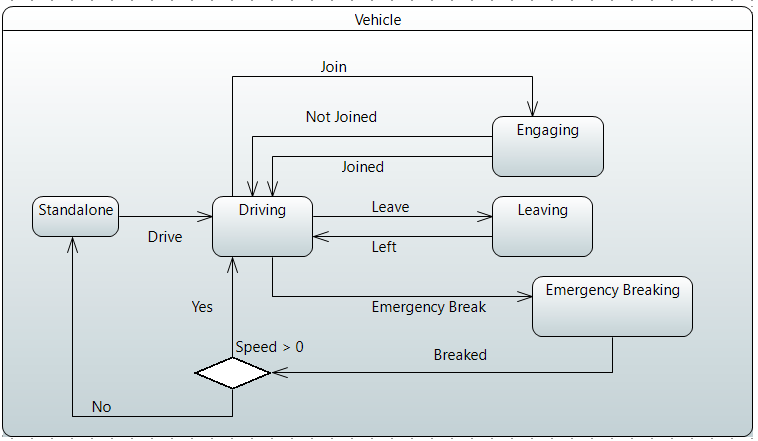 Vehicle
Join
Not Joined
Engaging
Joined
Standalone
Driving
Leave
Leaving
Drive
Left
Emergency Breaking
Yes
Emergency Break
Speed > 0
Breaked
No